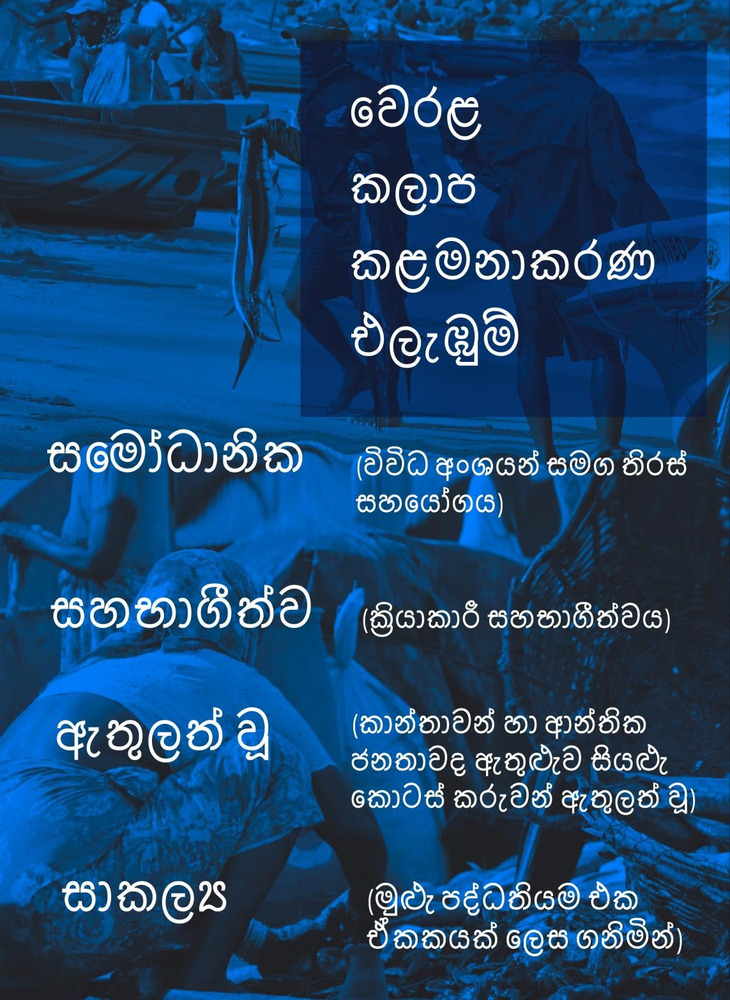 වෙරළ
කලාප
කළමනාකරණ
එලැඹුම්
සමෝධානික
(විවිධ අංශයන් සමග තිරස්
සහයෝගය)
සහභාගීත්ව
(ක්‍රියාකාරී සහභාගීත්වය)
ඇතුලත් වූ
(කාන්තාවන් හා ආන්තික
ජනතාවද ඇතුළුව සියළු
කොටස් කරුවන් ඇතුලත් වූ)
සාකල්‍ය
(මුළු පද්ධතියම එක
ඒකකයක් ලෙස ගනිමින්)